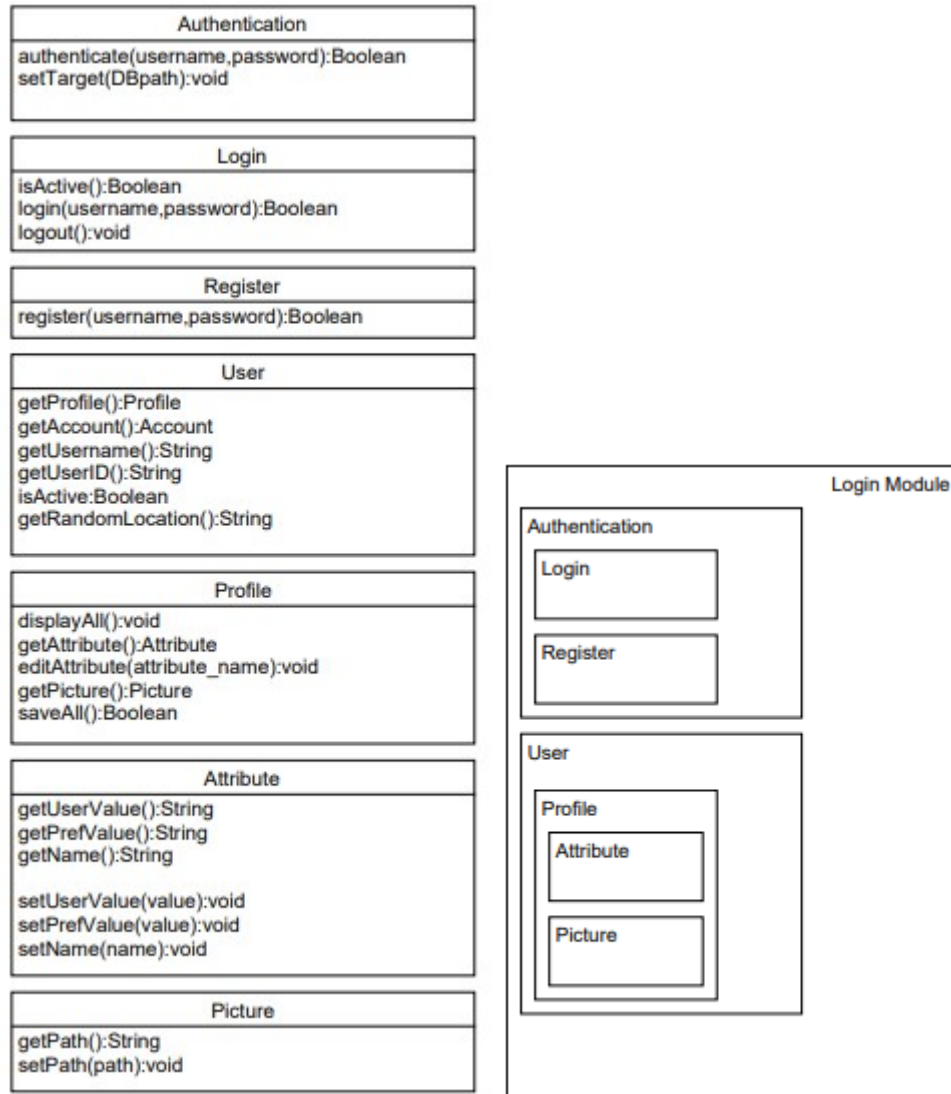 Authentication
authenticate(username,password):Boolean
setTarget(DBpath):void
Login
isActive():Boolean
login(username,password):Boolean
logout():void
Register
register(username,password):Boolean
User
getProfile():Profile
getAccount():Account
getUsername():String
getUserID():String
isActive:Boolean
getRandomLocation():String
Profile
displayAll():void
getAttribute():Attribute
editAttribute(attribute_name):void
getPicture():Picture
saveAll():Boolean
Attribute
getUserValue():String
getPrefValue():String
getName():String
setUserValue(value):void
setPrefValue(value):void
setName(name):void
Picture
getPath():String
setPath(path):void
Login Module
Authentication
Login
Register
User
Profile
Attribute
Picture